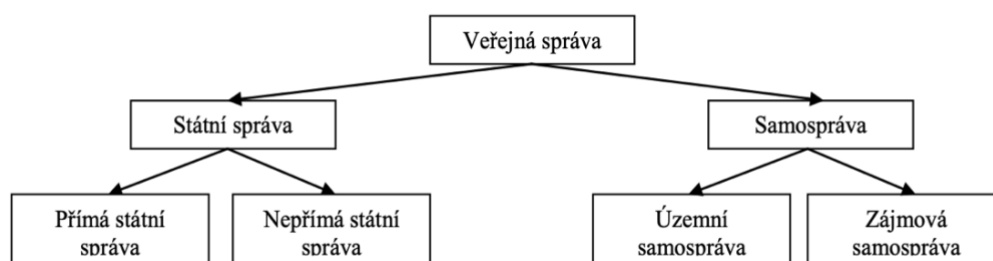 Veřejná správa
Státní správa
Samospráva
Přímá státní
správa
Nepřímá státní
správa
Územní
samospráva
Zájmová
samospráva